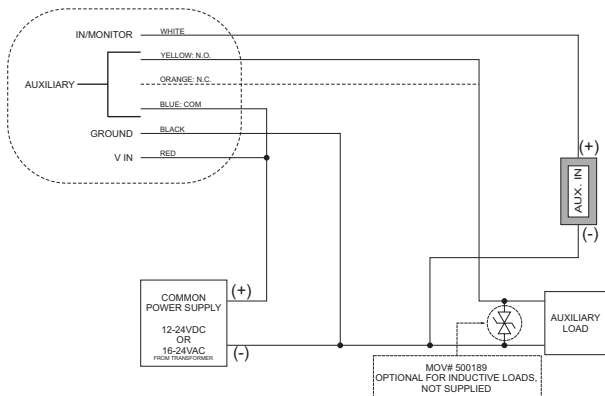 IN/MONITOR
WHITE
YELLOW: N.O.
ORANGE: N.C.
AUXILIARY
BLUE: COM
GROUND
BLACK
V IN
RED
(+)
AUX. IN
(-)
COMMON
POWER SUPPLY
12-24VDC
OR
16-24VAC
FROM TRANSFORMER
(+)
(-)
AUXILIARY
LOAD
MOV# 500189
OPTIONAL FOR INDUCTIVE LOADS,
NOT SUPPLIED